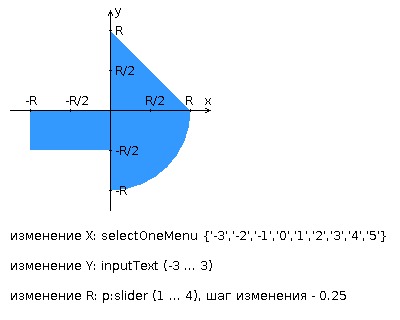 y
R
R/2
-R -R/2 R/2 R x
-R/2
-R
изменение X: selectOneMenu {'-3','-2','-1','0','1','2','3','4','5'}
изменение Y: inputText (-3 ... 3)
изменение R: p:slider (1 ... 4), шаг изменения - 0.25